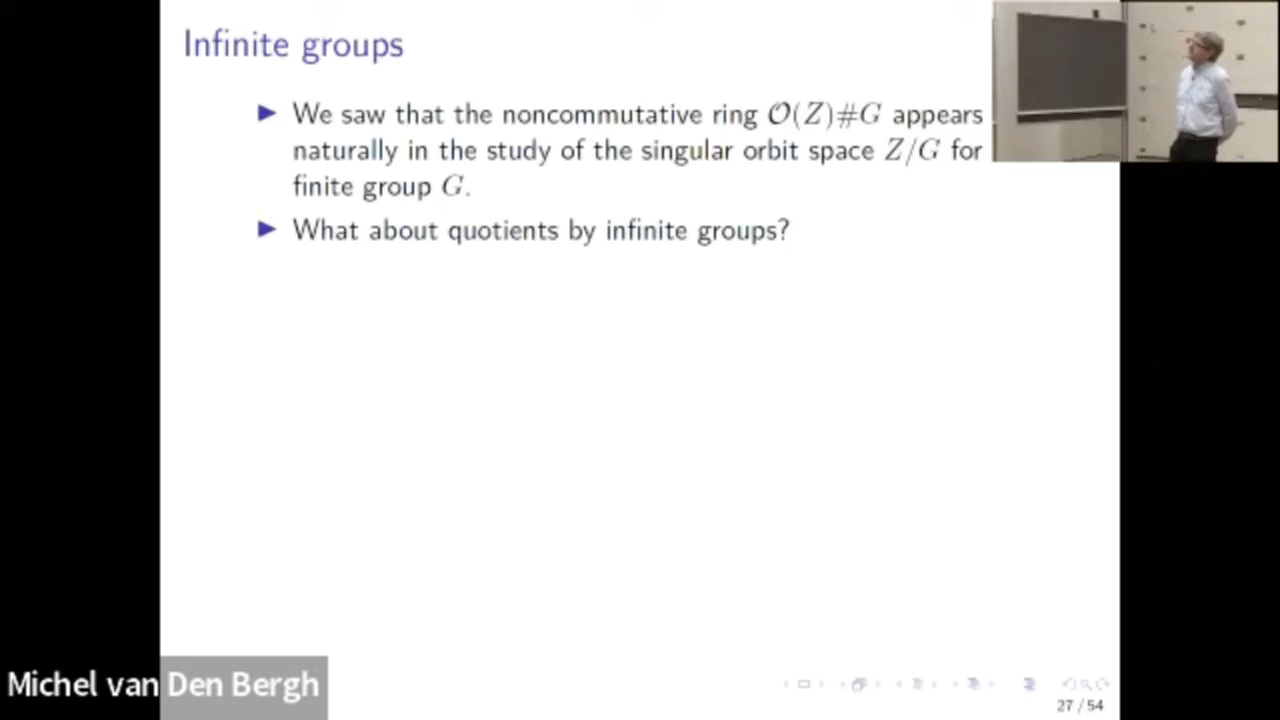 Infinite groups
▶ We saw that the noncommutative ring 𝒪(Z)#G appears
naturally in the study of the singular orbit space Z/G for
finite group G.
▶ What about quotients by infinite groups?
Michel van Den Bergh
27 / 54